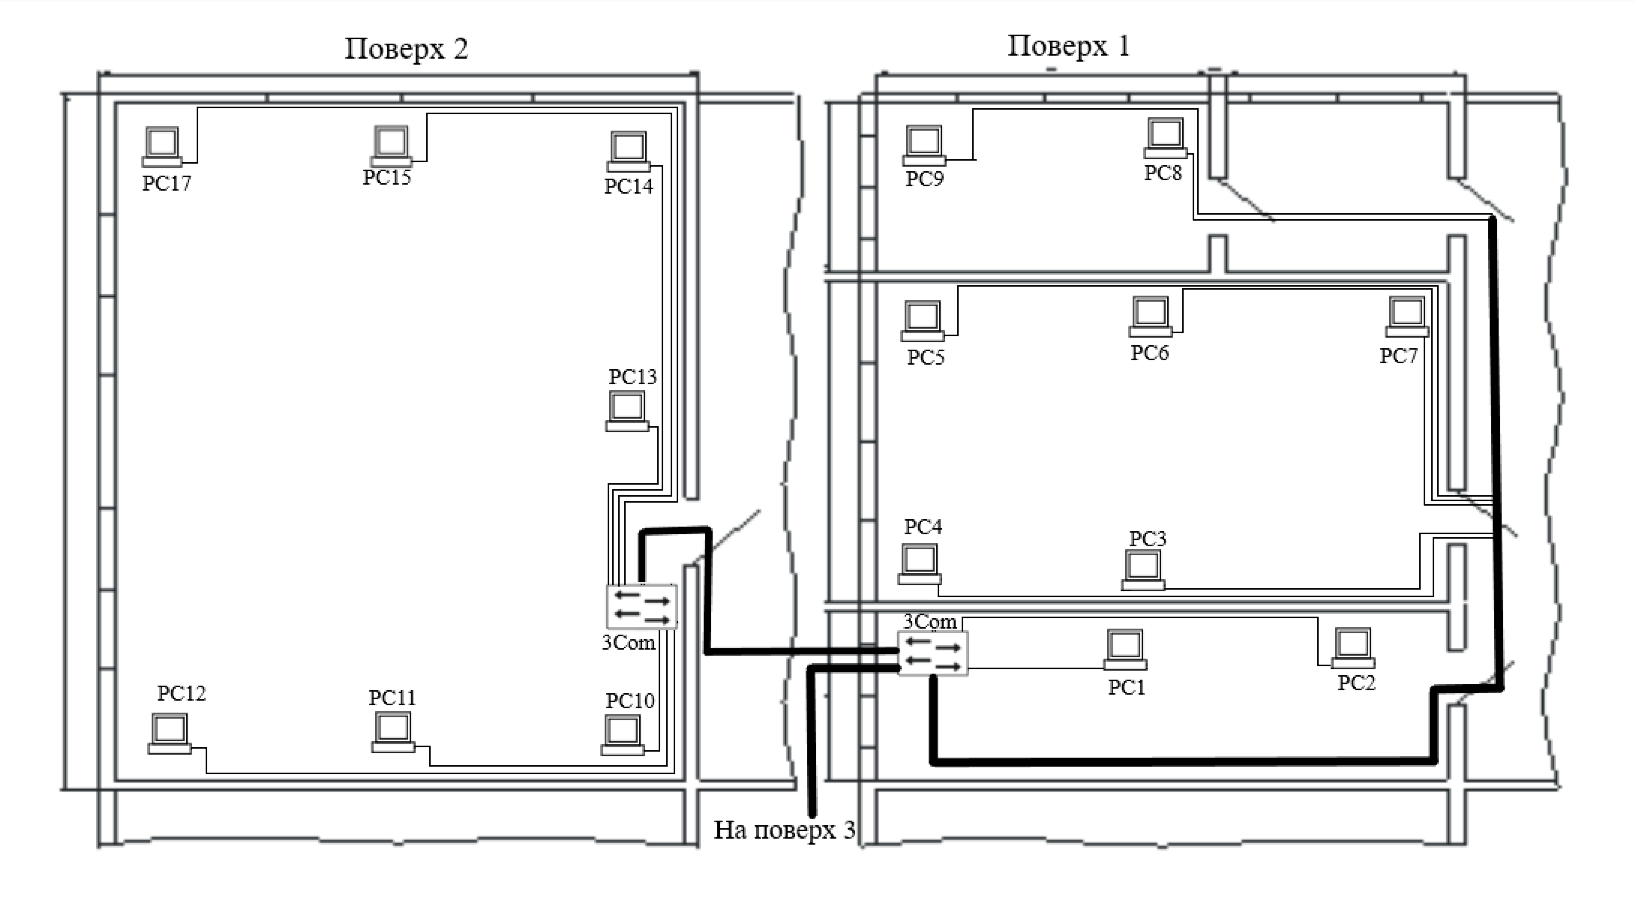 Поверх 2
Поверх 1
PC17
PC15
PC14
PC9
PC8
PC5
PC6
PC7
PC13
PC4
PC3
3Com
3Com
PC12
PC11
PC10
PC1
PC2
На поверх 3